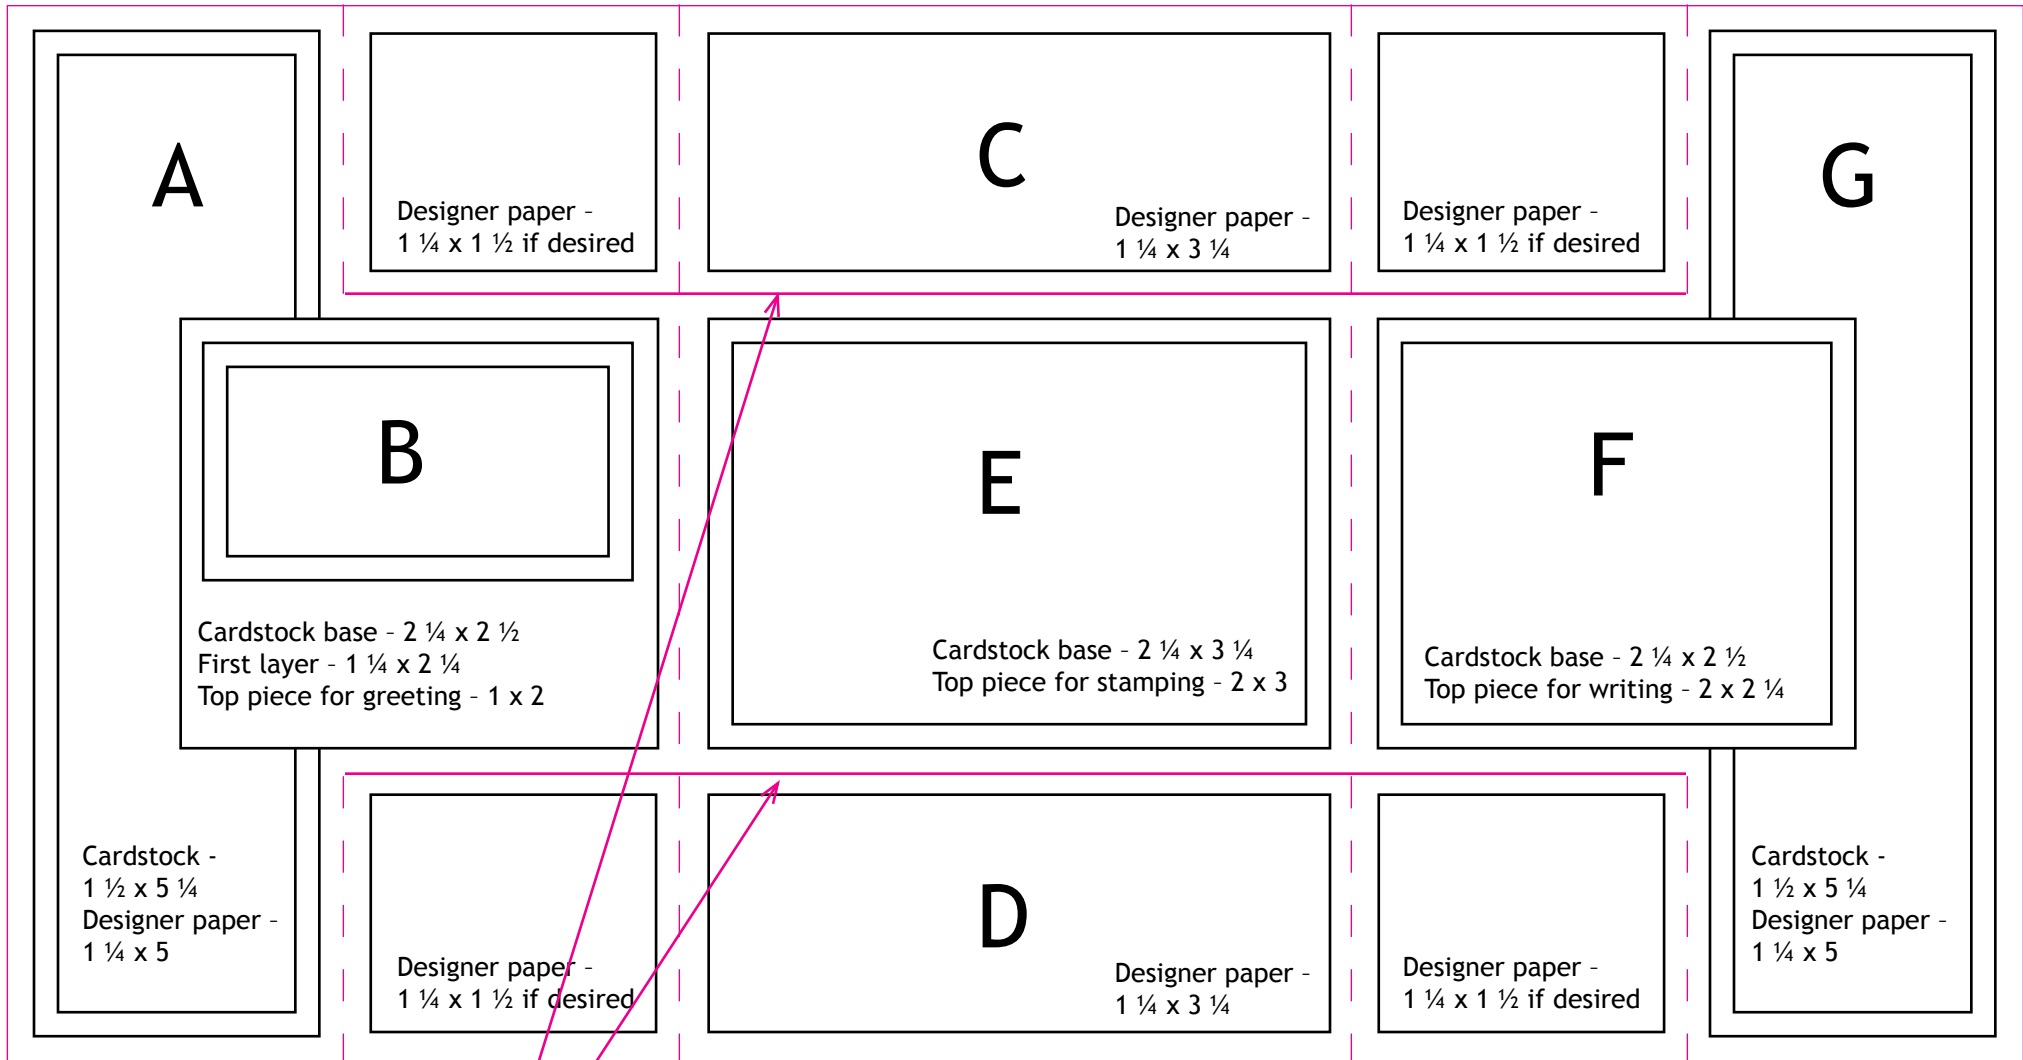 A
Designer paper –
1 ¼ x 1 ½ if desired
C
Designer paper –
1 ¼ x 3 ¼
Designer paper –
1 ¼ x 1 ½ if desired
G
B
Cardstock base – 2 ¼ x 2 ½
First layer – 1 ¼ x 2 ¼
Top piece for greeting – 1 x 2
E
Cardstock base – 2 ¼ x 3 ¼
Top piece for stamping – 2 x 3
F
Cardstock base – 2 ¼ x 2 ½
Top piece for writing – 2 x 2 ¼
Cardstock -
1 ½ x 5 ¼
Designer paper –
1 ¼ x 5
Designer paper –
1 ¼ x 1 ½ if desired
D
Designer paper –
1 ¼ x 3 ¼
Designer paper –
1 ¼ x 1 ½ if desired
Cardstock -
1 ½ x 5 ¼
Designer paper –
1 ¼ x 5